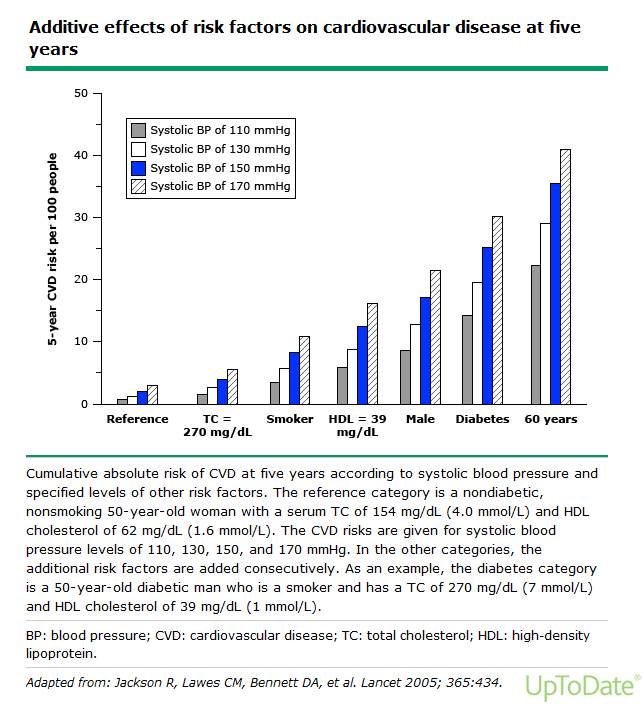 Additive effects of risk factors on cardiovascular disease at five
years
50
40
30
20
10
0
5-year CVD risk per 100 people
Systolic BP of 110 mmHg
Systolic BP of 130 mmHg
Systolic BP of 150 mmHg
Systolic BP of 170 mmHg
Reference
TC =
270 mg/dL
Smoker
HDL = 39
mg/dL
Male
Diabetes
60 years
Cumulative absolute risk of CVD at five years according to systolic blood pressure and
specified levels of other risk factors. The reference category is a nondiabetic,
nonsmoking 50-year-old woman with a serum TC of 154 mg/dL (4.0 mmol/L) and HDL
cholesterol of 62 mg/dL (1.6 mmol/L). The CVD risks are given for systolic blood
pressure levels of 110, 130, 150, and 170 mmHg. In the other categories, the
additional risk factors are added consecutively. As an example, the diabetes category
is a 50-year-old diabetic man who is a smoker and has a TC of 270 mg/dL (7 mmol/L)
and HDL cholesterol of 39 mg/dL (1 mmol/L).
BP: blood pressure; CVD: cardiovascular disease; TC: total cholesterol; HDL: high-density
lipoprotein.
Adapted from: Jackson R, Lawes CM, Bennett DA, et al. Lancet 2005; 365:434.
UpToDate®